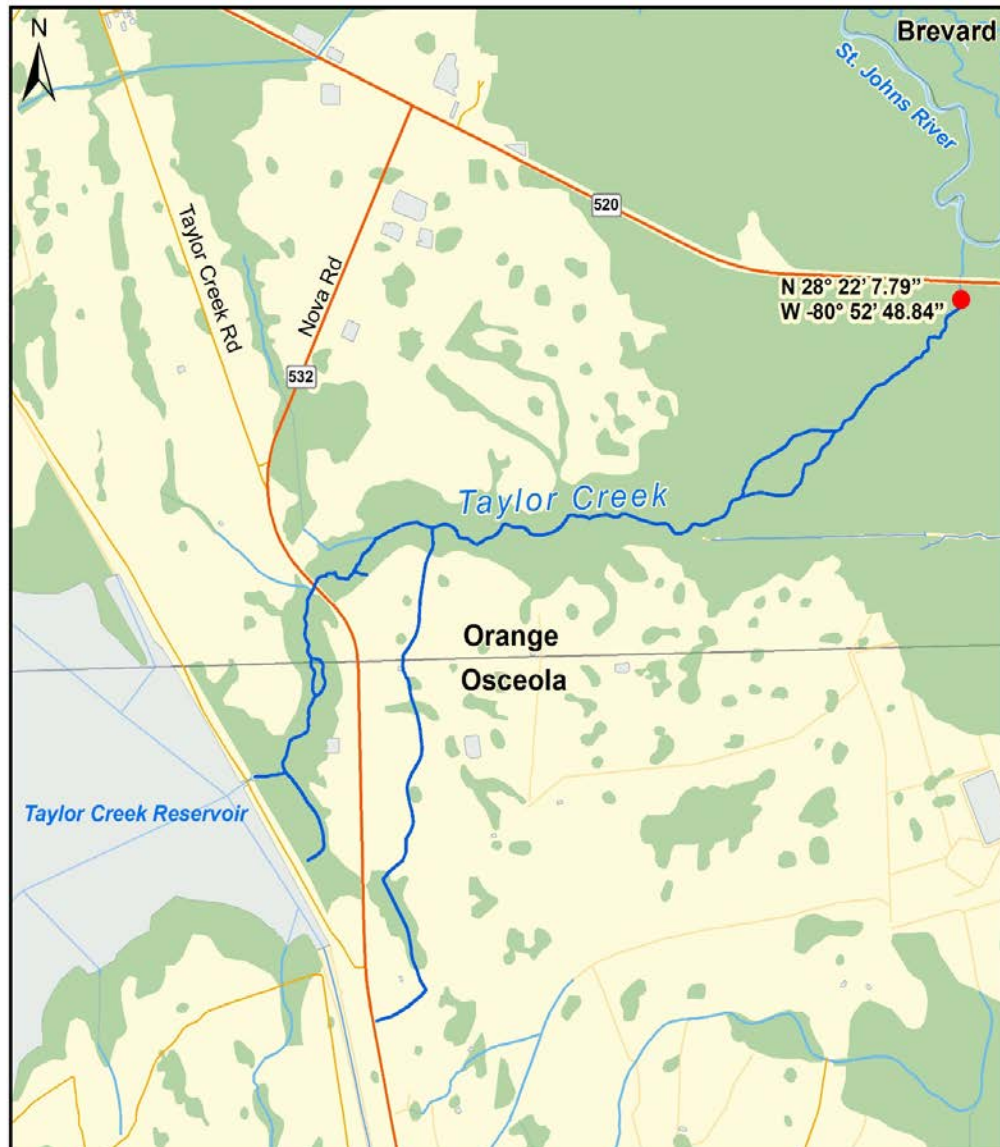 N
Brevard
St. Johns River
520
Taylor Creek Rd
Nova Rd
N 28° 22’ 7.79”
W -80° 52’ 48.84”
532
Taylor Creek
Orange
Osceola
Taylor Creek Reservoir